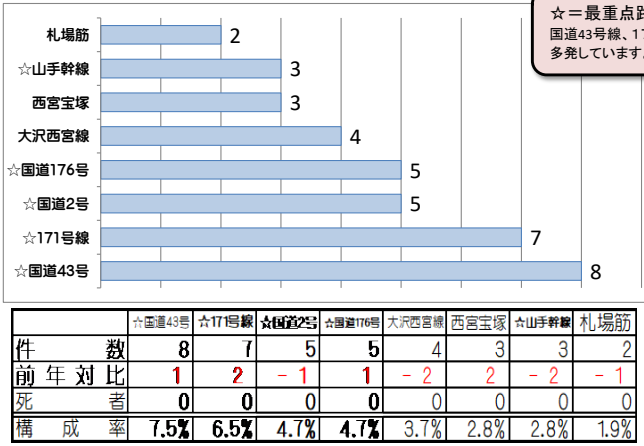 ☆＝最重点路
国道43号線、17
多発しています。
札場筋 2
☆山手幹線 3
西宮宝塚 3
大沢西宮線 4
☆国道176号 5
☆国道2号 5
☆171号線 7
☆国道43号 8
☆国道43号 ☆171号線 ☆国道2号 ☆国道176号 大沢西宮線 西宮宝塚 ☆山手幹線 札場筋
件数 8 7 5 5 4 3 3 2
前年対比 1 2 －1 1 －2 2 －2 －1
死者 0 0 0 0 0 0 0 0
構成率 7.5% 6.5% 4.7% 4.7% 3.7% 2.8% 2.8% 1.9%